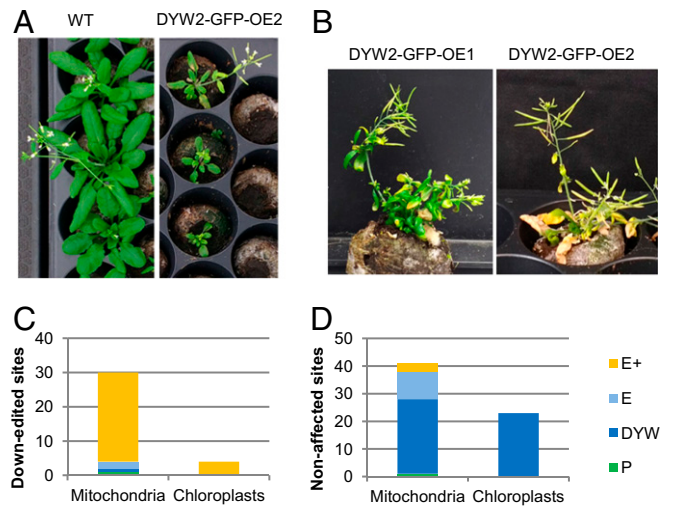 A
WT
DYW2-GFP-OE2
B
DYW2-GFP-OE1
DYW2-GFP-OE2
C
Down-edited sites
40
30
20
10
0
Mitochondria Chloroplasts
D
Non-affected sites
50
40
30
20
10
0
Mitochondria Chloroplasts
E+
E
DYW
P